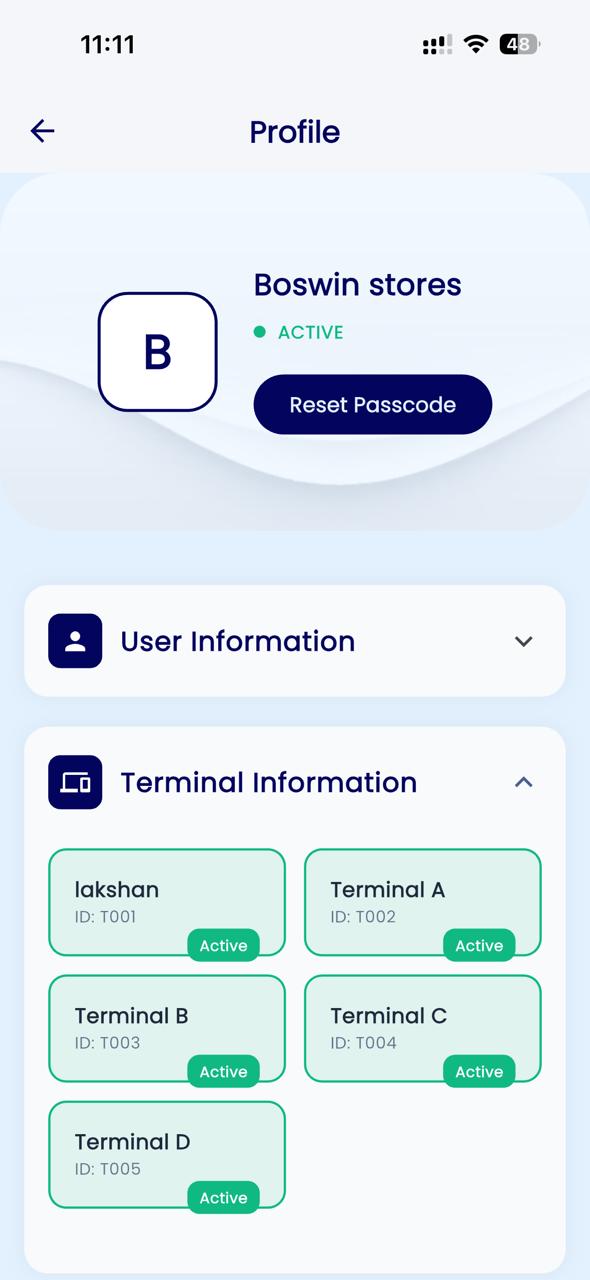 11:11
48
Profile
Boswin stores
B
ACTIVE
Reset Passcode
User Information
Terminal Information
lakshan
ID: T001
Active
Terminal A
ID: T002
Active
Terminal B
ID: T003
Active
Terminal C
ID: T004
Active
Terminal D
ID: T005
Active